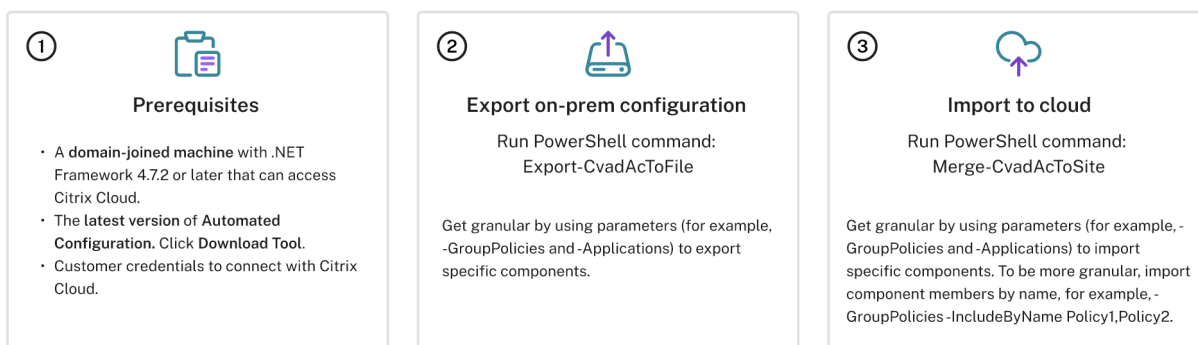 1
Prerequisites
• A domain-joined machine with .NET
Framework 4.7.2 or later that can access
Citrix Cloud.
• The latest version of Automated
Configuration. Click Download Tool.
• Customer credentials to connect with Citrix
Cloud.
2
Export on-prem configuration
Run PowerShell command:
Export-CvadAcToFile
Get granular by using parameters (for example,
-GroupPolicies and -Applications) to export
specific components.
3
Import to cloud
Run PowerShell command:
Merge-CvadAcToSite
Get granular by using parameters (for example, -
GroupPolicies and -Applications) to import
specific components. To be more granular, import
component members by name, for example, -
GroupPolicies -IncludeByName Policy1,Policy2.